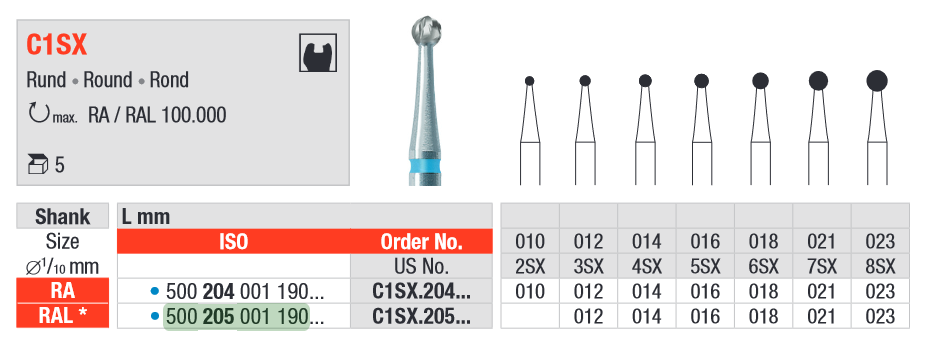 C1SX
Rund • Round • Rond
max. RA / RAL 100.000
5
Shank L mm
Size ISO Order No. 010 012 014 016 018 021 023
∅1/10 mm US No. 2SX 3SX 4SX 5SX 6SX 7SX 8SX
RA • 500 204 001 190... C1SX.204... 010 012 014 016 018 021 023
RAL * • 500 205 001 190... C1SX.205... 012 014 016 018 021 023